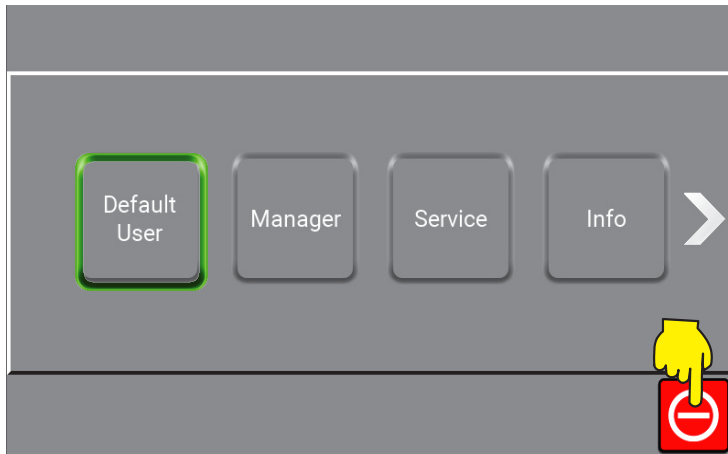 Default
User
Manager
Service
Info